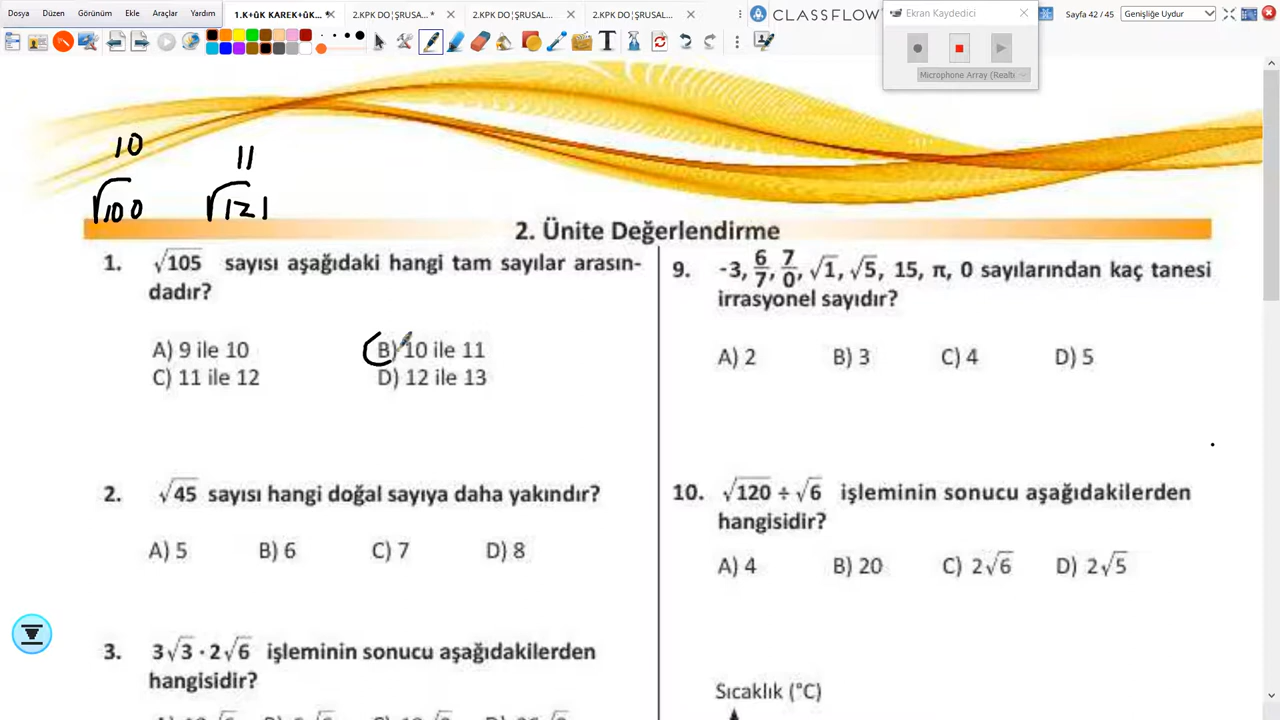 Dosya Düzen Görünüm Ekle Araçlar Yardım
1.K+ûK KAREK+ûK...* 2.KPK DO¦ŞRUSA...* 2.KPK DO¦ŞRUSAL... 2.KPK DO¦ŞRUSAL...
CLASSFLOW
Ekran Kaydedici
Sayfa 42 / 45
Genişliğe Uydur
Microphone Array (Realt
10 11
√100 √121
2. Ünite Değerlendirme
1. √105 sayısı aşağıdaki hangi tam sayılar arasın-
dadır?
A) 9 ile 10 B) 10 ile 11
C) 11 ile 12 D) 12 ile 13
2. √45 sayısı hangi doğal sayıya daha yakındır?
A) 5 B) 6 C) 7 D) 8
3. 3√3 · 2√6 işleminin sonucu aşağıdakilerden
hangisidir?
9. -3, 6/7, 7/0, √1, √5, 15, π, 0 sayılarından kaç tanesi
irrasyonel sayıdır?
A) 2 B) 3 C) 4 D) 5
10. √120 ÷ √6 işleminin sonucu aşağıdakilerden
hangisidir?
A) 4 B) 20 C) 2√6 D) 2√5
Sıcaklık (°C)